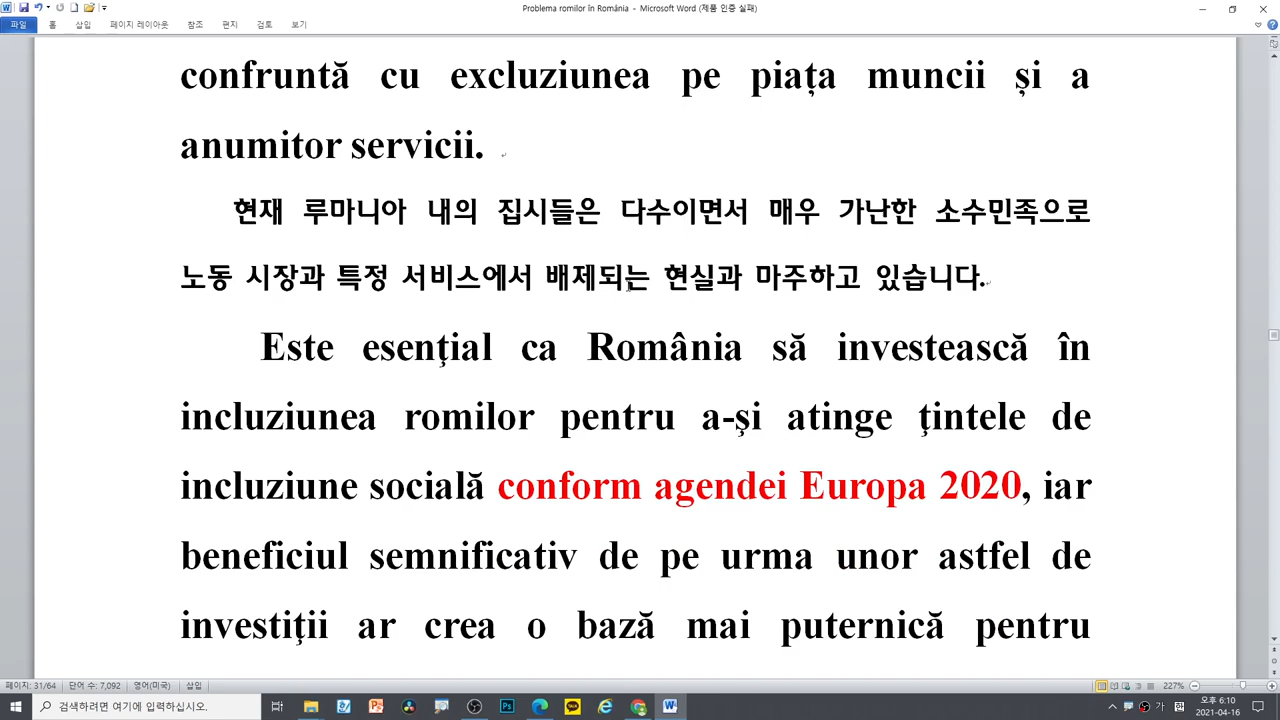 Problema romilor în România - Microsoft Word (제품 인증 실패)
파일 홈 삽입 페이지 레이아웃 참조 편지 검토 보기
confruntă cu excluziunea pe piața muncii și a
anumitor servicii.
현재 루마니아 내의 집시들은 다수이면서 매우 가난한 소수민족으로
노동 시장과 특정 서비스에서 배제되는 현실과 마주하고 있습니다.
Este esenţial ca România să investească în
incluziunea romilor pentru a-şi atinge ţintele de
incluziune socială conform agendei Europa 2020, iar
beneficiul semnificativ de pe urma unor astfel de
investiţii ar crea o bază mai puternică pentru
페이지: 31/64 단어 수: 7,092 영어(미국) 삽입 227%
검색하려면 여기에 입력하십시오. 가 오후 6:10
2021-04-16